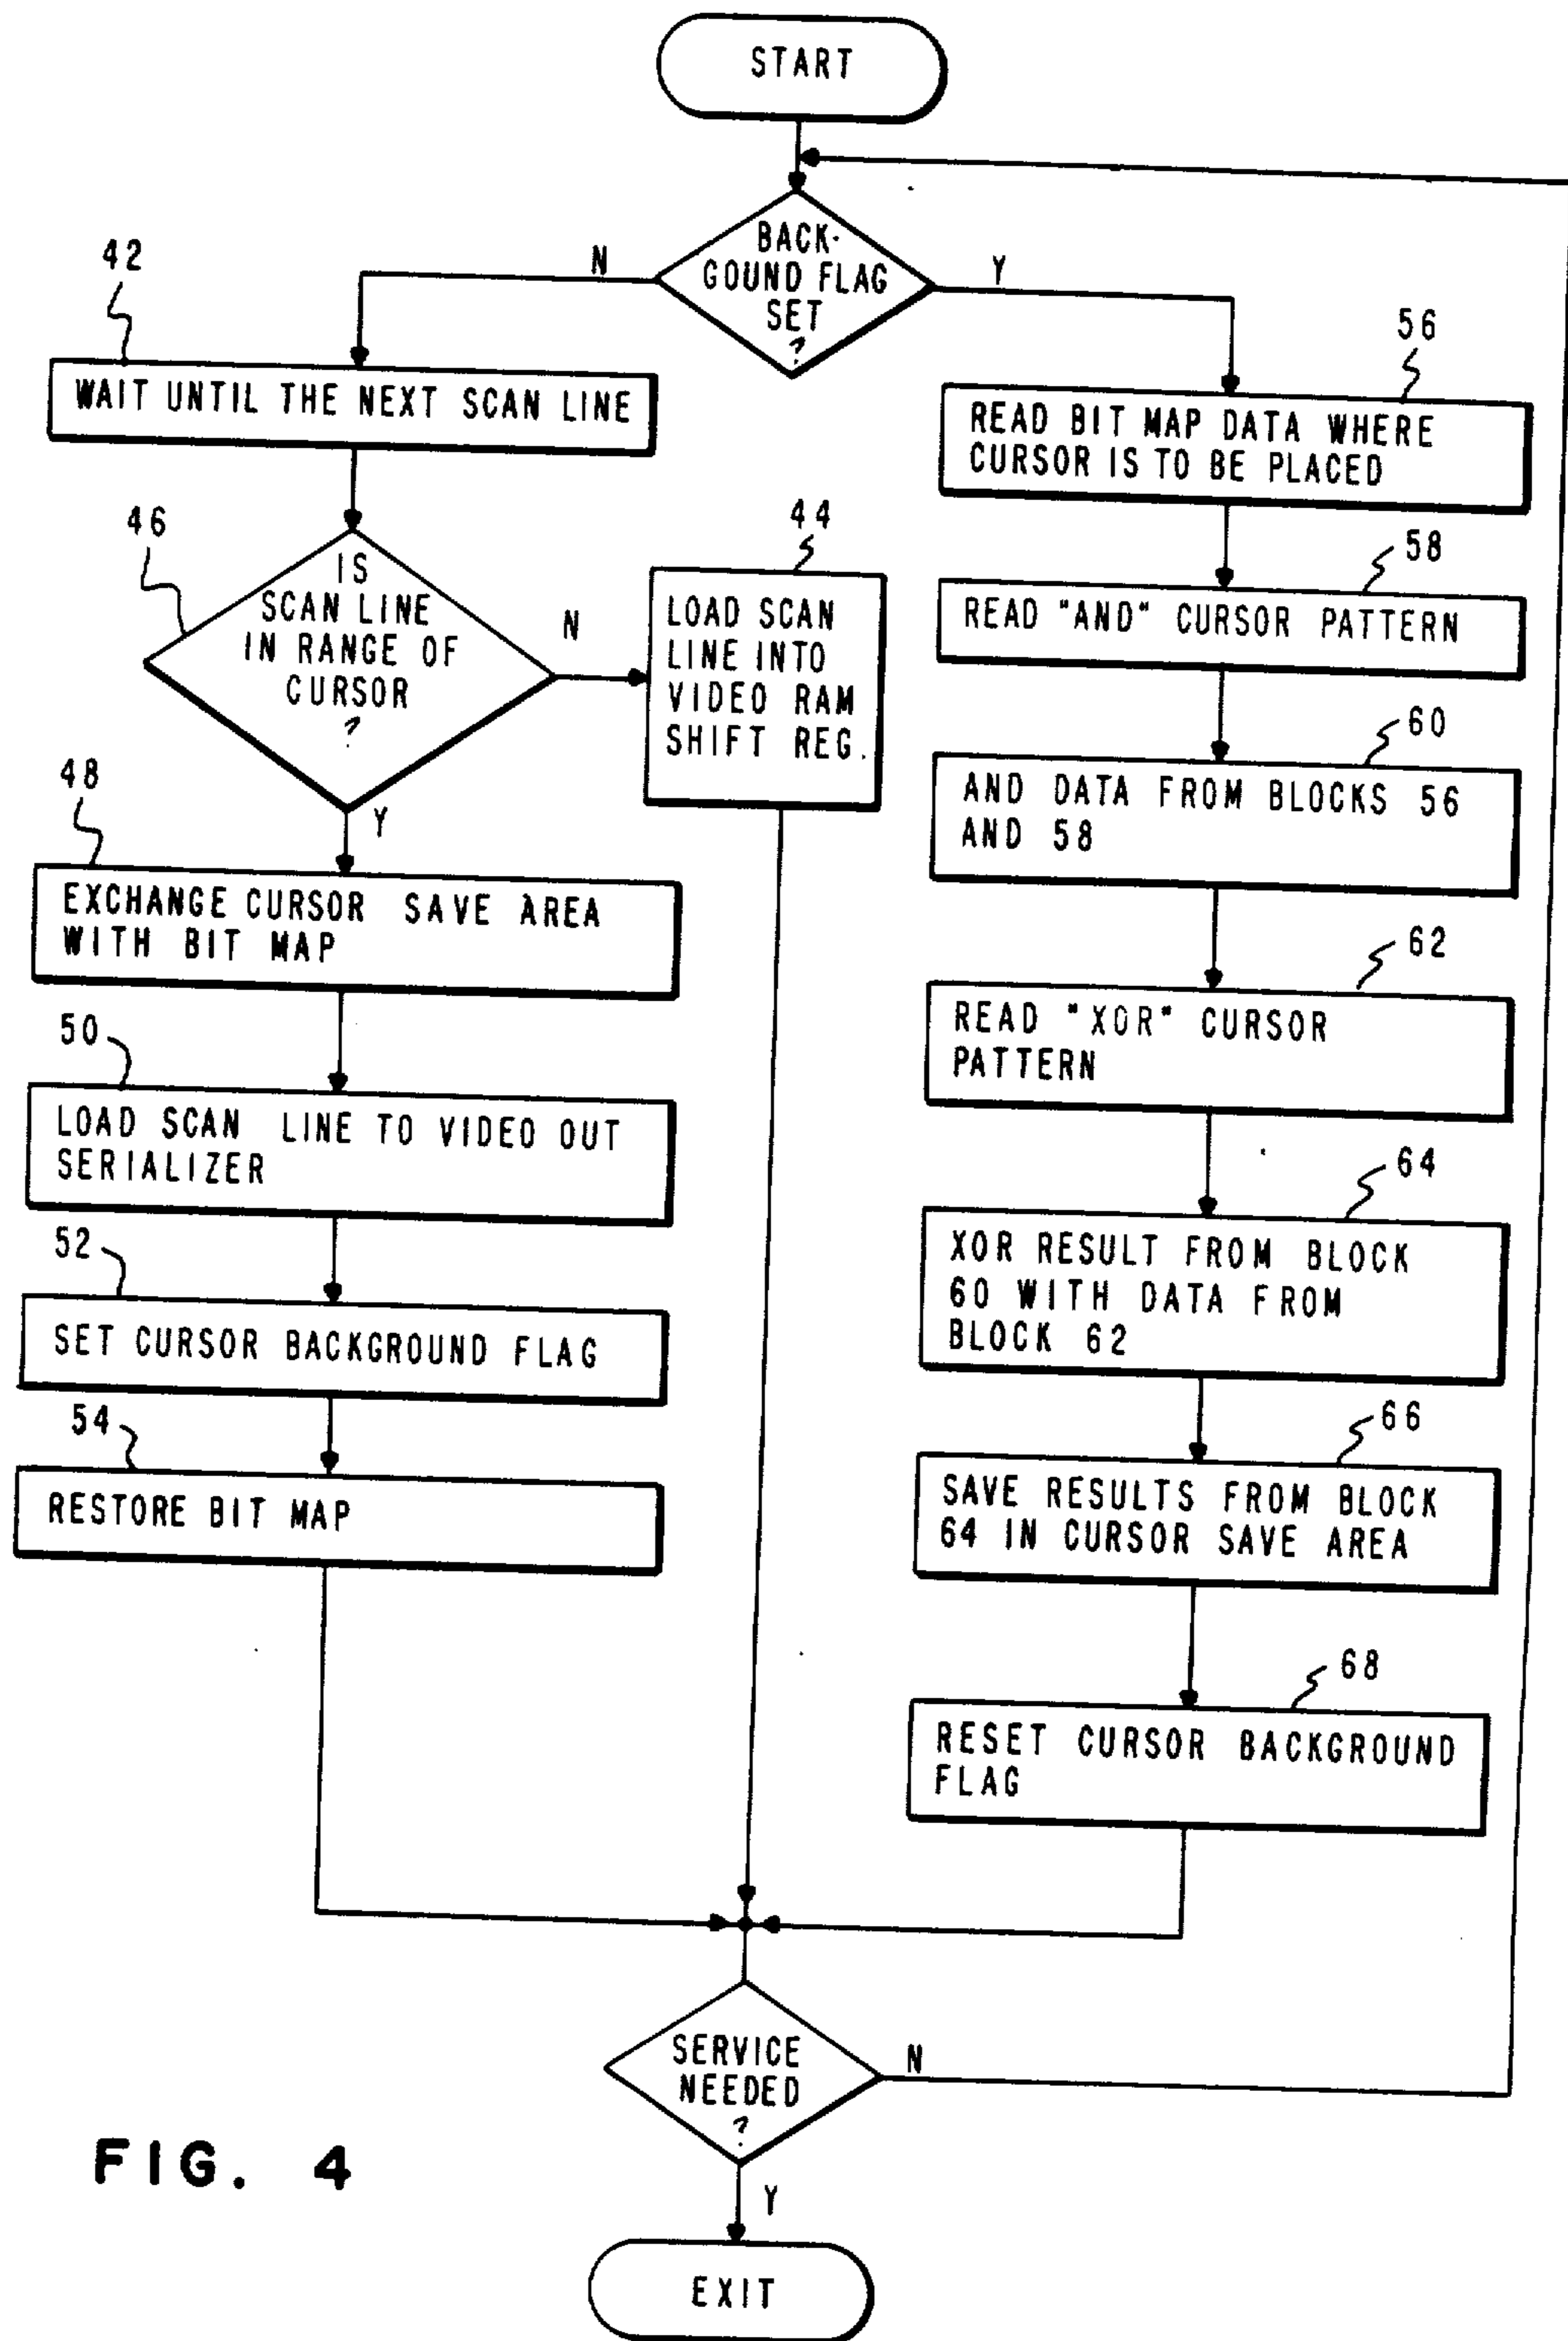 START
BACK-
GOUND FLAG
SET
?
N
Y
42
WAIT UNTIL THE NEXT SCAN LINE
46
IS
SCAN LINE
IN RANGE OF
CURSOR
?
N
Y
44
LOAD SCAN
LINE INTO
VIDEO RAM
SHIFT REG.
48
EXCHANGE CURSOR SAVE AREA
WITH BIT MAP
50
LOAD SCAN LINE TO VIDEO OUT
SERIALIZER
52
SET CURSOR BACKGROUND FLAG
54
RESTORE BIT MAP
56
READ BIT MAP DATA WHERE
CURSOR IS TO BE PLACED
58
READ "AND" CURSOR PATTERN
60
AND DATA FROM BLOCKS 56
AND 58
62
READ "XOR" CURSOR
PATTERN
64
XOR RESULT FROM BLOCK
60 WITH DATA FROM
BLOCK 62
66
SAVE RESULTS FROM BLOCK
64 IN CURSOR SAVE AREA
68
RESET CURSOR BACKGROUND
FLAG
SERVICE
NEEDED
?
N
Y
EXIT
FIG. 4